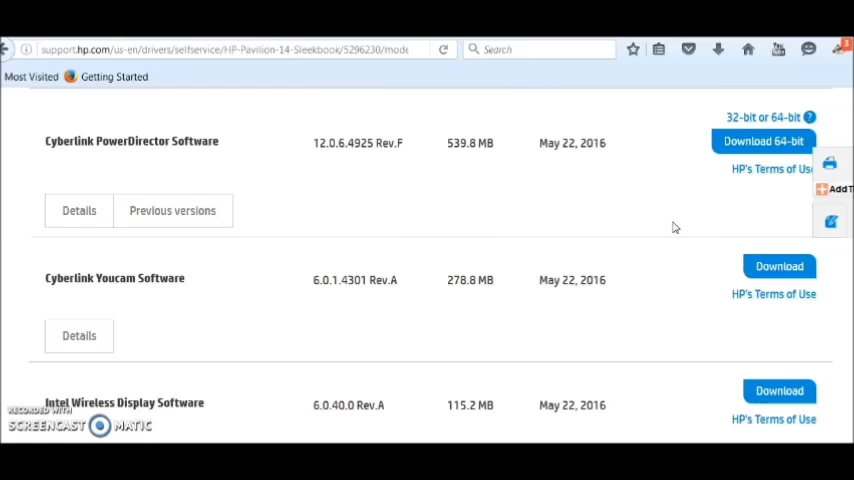 support.hp.com/us-en/drivers/selfservice/HP-Pavilion-14-Sleekbook/5296230/mode
Search
3
Most Visited Getting Started
32-bit or 64-bit ?
Cyberlink PowerDirector Software 12.0.6.4925 Rev.F 539.8 MB May 22, 2016 Download 64-bit
HP's Terms of Use
Add T
Details Previous versions
Cyberlink Youcam Software 6.0.1.4301 Rev.A 278.8 MB May 22, 2016 Download
HP's Terms of Use
Details
Intel Wireless Display Software 6.0.40.0 Rev.A 115.2 MB May 22, 2016 Download
HP's Terms of Use
RECORDED WITH
SCREENCAST MATIC